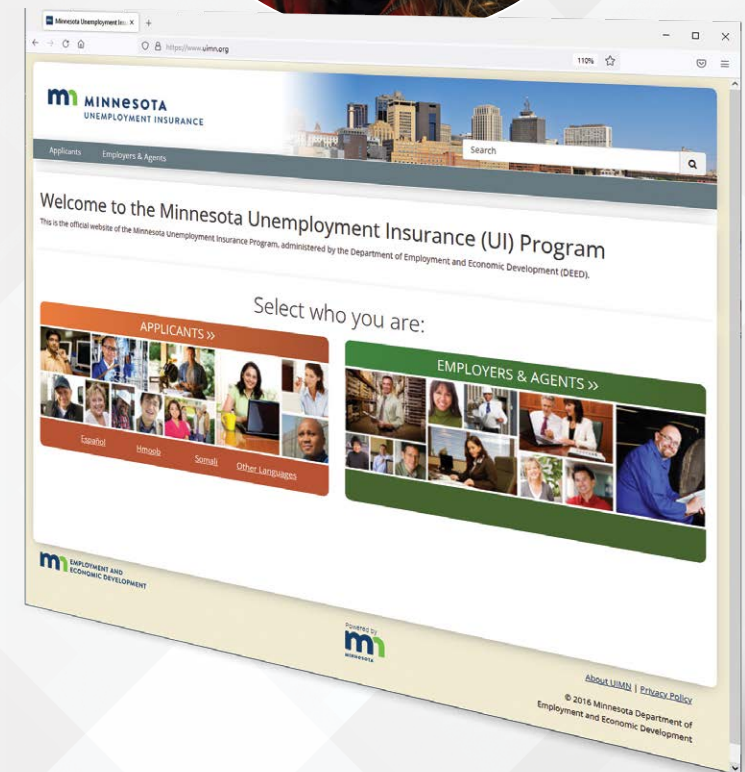 Minnesota Unemployment Insu
https://www.uimn.org
110%
MINNESOTA
UNEMPLOYMENT INSURANCE
Search
Applicants Employers & Agents
Welcome to the Minnesota Unemployment Insurance (UI) Program
This is the official website of the Minnesota Unemployment Insurance Program, administered by the Department of Employment and Economic Development (DEED).
Select who you are:
APPLICANTS »
EMPLOYERS & AGENTS »
Español Hmoob Somali Other Languages
mn EMPLOYMENT AND
ECONOMIC DEVELOPMENT
Powered by
mn
MINNESOTA
About UIMN | Privacy Policy
© 2016 Minnesota Department of
Employment and Economic Development